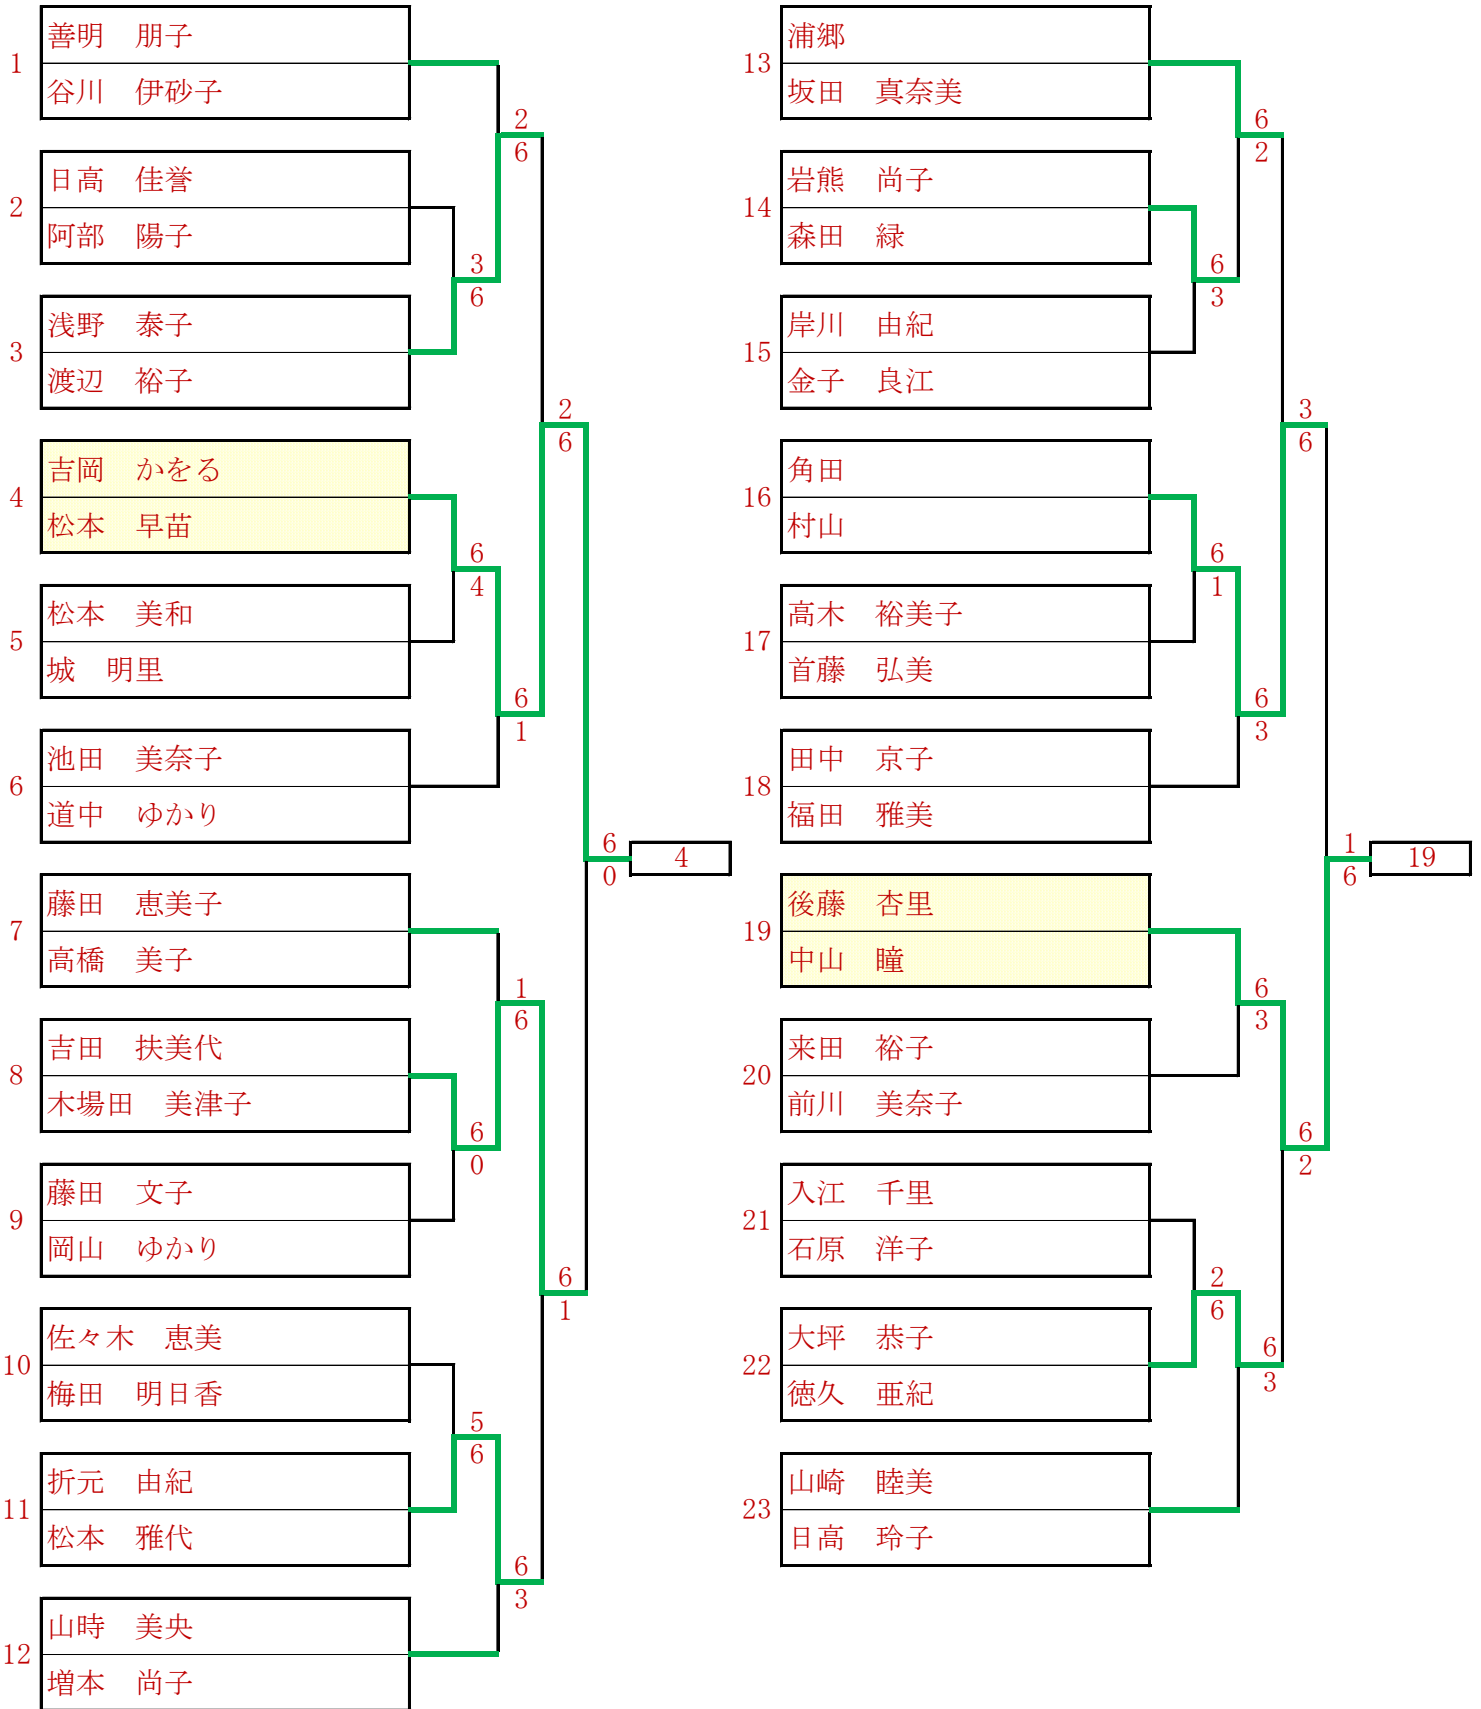 1
善明　朋子
谷川　伊砂子
2
日高　佳誉
阿部　陽子
3
浅野　泰子
渡辺　裕子
4
吉岡　かをる
松本　早苗
5
松本　美和
城　明里
6
池田　美奈子
道中　ゆかり
7
藤田　恵美子
高橋　美子
8
吉田　扶美代
木場田　美津子
9
藤田　文子
岡山　ゆかり
10
佐々木　恵美
梅田　明日香
11
折元　由紀
松本　雅代
12
山時　美央
増本　尚子
3
6
6
4
6
0
5
6
2
6
6
1
1
6
6
3
2
6
6
1
6
0
4
13
浦郷
坂田　真奈美
14
岩熊　尚子
森田　緑
15
岸川　由紀
金子　良江
16
角田
村山
17
高木　裕美子
首藤　弘美
18
田中　京子
福田　雅美
19
後藤　杏里
中山　瞳
20
来田　裕子
前川　美奈子
21
入江　千里
石原　洋子
22
大坪　恭子
徳久　亜紀
23
山崎　睦美
日高　玲子
6
3
6
1
2
6
6
2
6
3
6
3
6
3
3
6
6
2
1
6
19